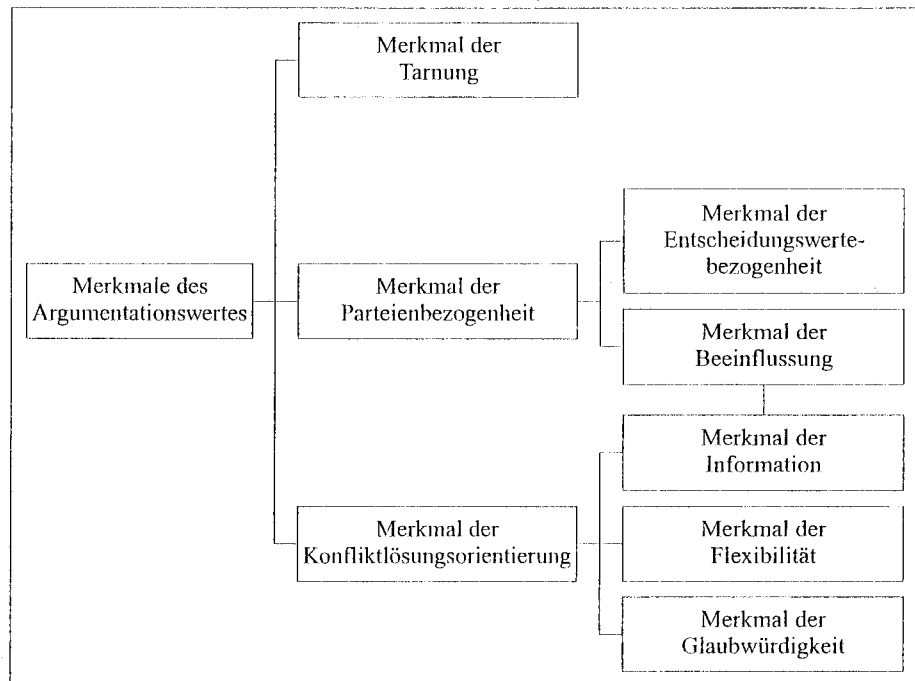 Merkmal der
Tarnung
Merkmal der
Entscheidungswerte-
bezogenheit
Merkmale des
Argumentationswertes
Merkmal der
Parteienbezogenheit
Merkmal der
Beeinflussung
Merkmal der
Information
Merkmal der
Konfliktlösungsorientierung
Merkmal der
Flexibilität
Merkmal der
Glaubwürdigkeit